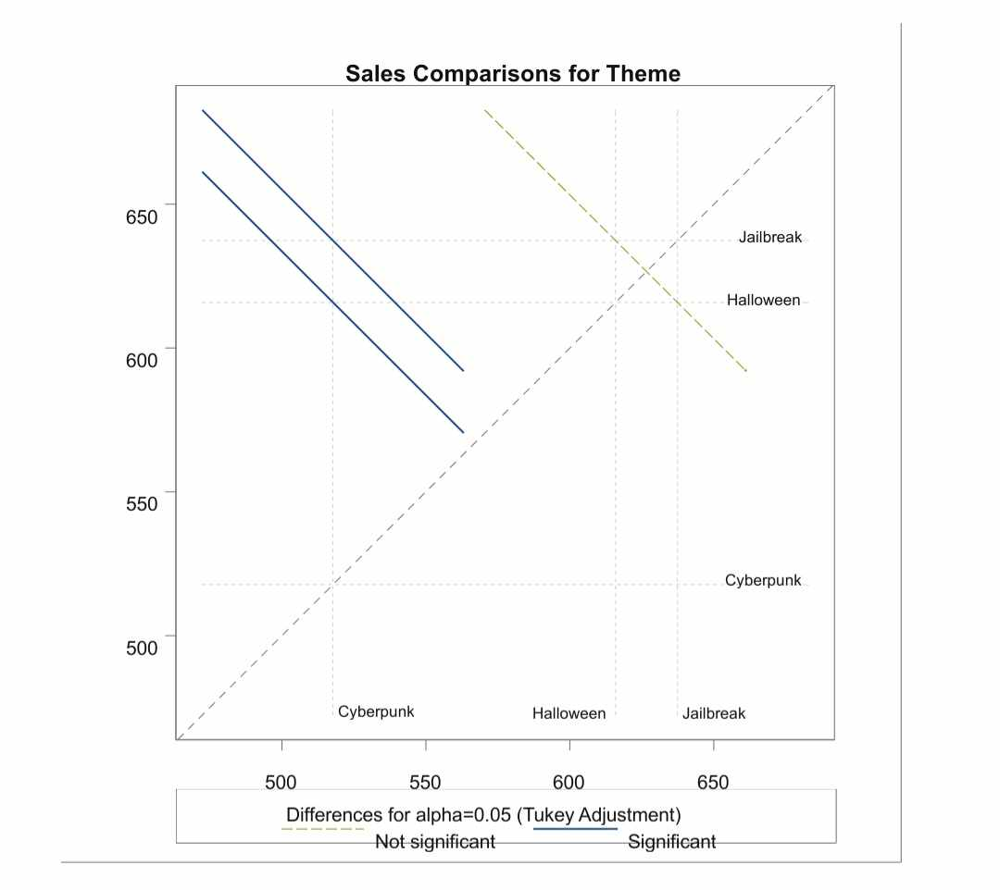 Sales Comparisons for Theme
650
Jailbreak
Halloween
600
550
Cyberpunk
500
Cyberpunk Halloween Jailbreak
500 550 600 650
Differences for alpha=0.05 (Tukey Adjustment)
Not significant Significant